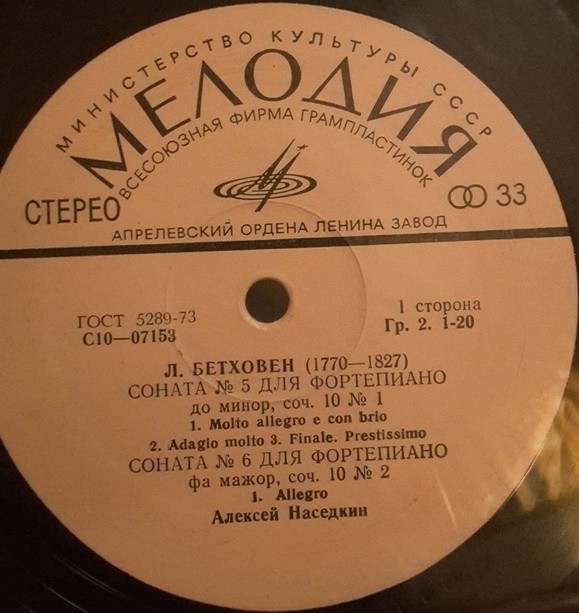 МИНИСТЕРСТВО КУЛЬТУРЫ СССР
МЕЛОДИЯ
ВСЕСОЮЗНАЯ ФИРМА ГРАМПЛАСТИНОК
СТЕРЕО
33
АПРЕЛЕВСКИЙ ОРДЕНА ЛЕНИНА ЗАВОД
ГОСТ 5289-73
С10—07153
1 сторона
Гр. 2. 1-20
Л. БЕТХОВЕН (1770—1827)
СОНАТА № 5 ДЛЯ ФОРТЕПИАНО
до минор, соч. 10 № 1
1. Molto allegro e con brio
2. Adagio molto 3. Finale. Prestissimo
СОНАТА № 6 ДЛЯ ФОРТЕПИАНО
фа мажор, соч. 10 № 2
1. Allegro
Алексей Наседкин